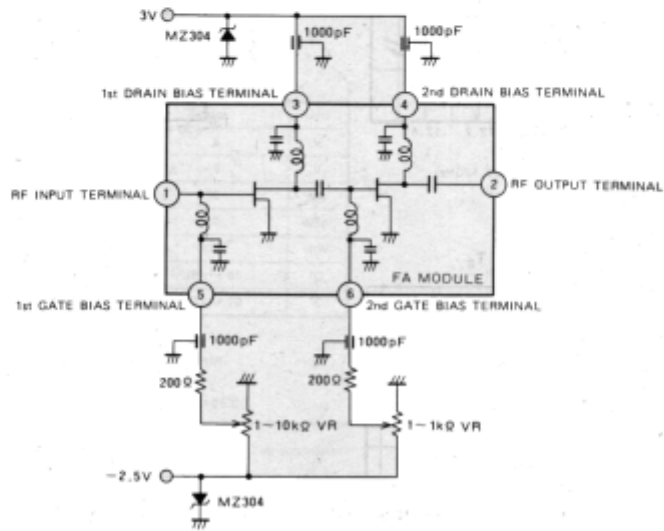 3V
MZ304
1000pF
1000pF
1st DRAIN BIAS TERMINAL
3
4
2nd DRAIN BIAS TERMINAL
1
2
RF INPUT TERMINAL
RF OUTPUT TERMINAL
FA MODULE
1st GATE BIAS TERMINAL
5
6
2nd GATE BIAS TERMINAL
1000pF
1000pF
200Ω
200Ω
1~10kΩ VR
1~1kΩ VR
-2.5V
MZ304